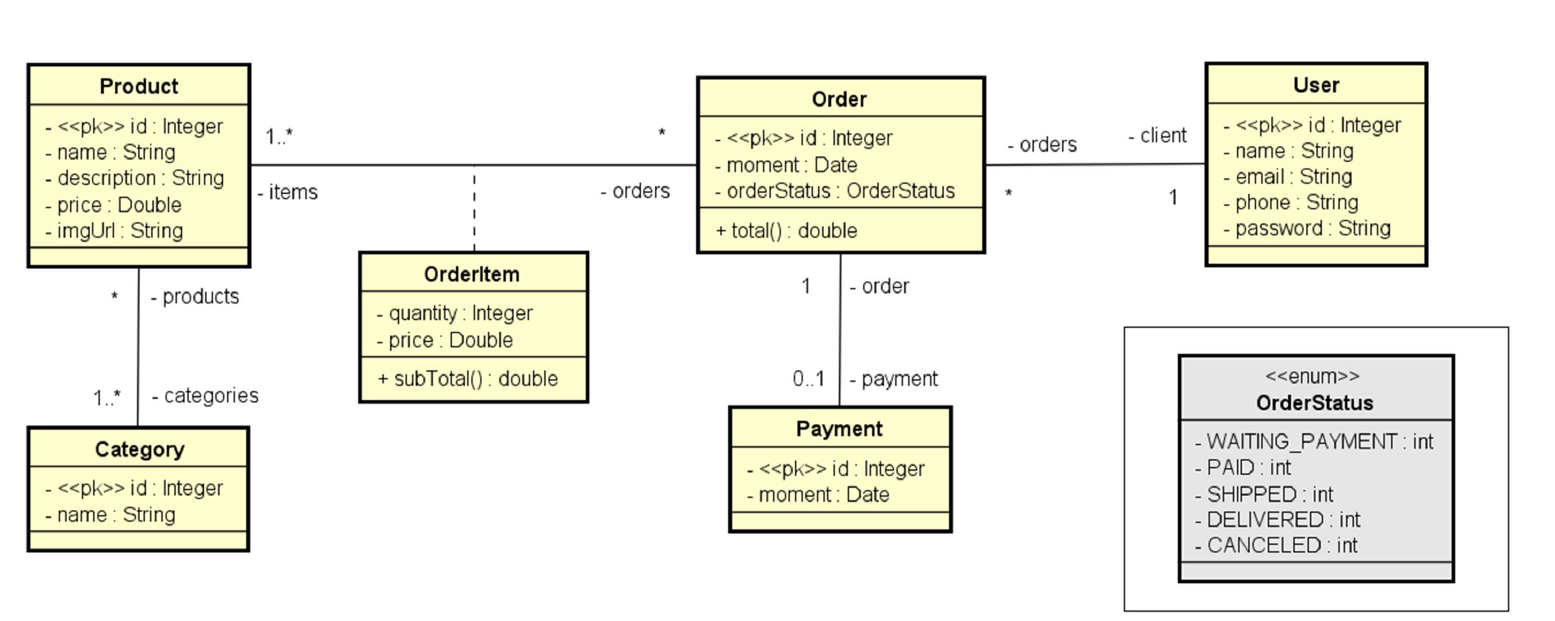 Product
- <<pk>> id : Integer
- name : String
- description : String
- price : Double
- imgUrl : String
1..*
- items
*
- orders
Order
- <<pk>> id : Integer
- moment : Date
- orderStatus : OrderStatus
+ total() : double
- orders
*
- client
1
User
- <<pk>> id : Integer
- name : String
- email : String
- phone : String
- password : String
OrderItem
- quantity : Integer
- price : Double
+ subTotal() : double
* - products
1..* - categories
Category
- <<pk>> id : Integer
- name : String
1 - order
0..1 - payment
Payment
- <<pk>> id : Integer
- moment : Date
<<enum>>
OrderStatus
- WAITING_PAYMENT : int
- PAID : int
- SHIPPED : int
- DELIVERED : int
- CANCELED : int